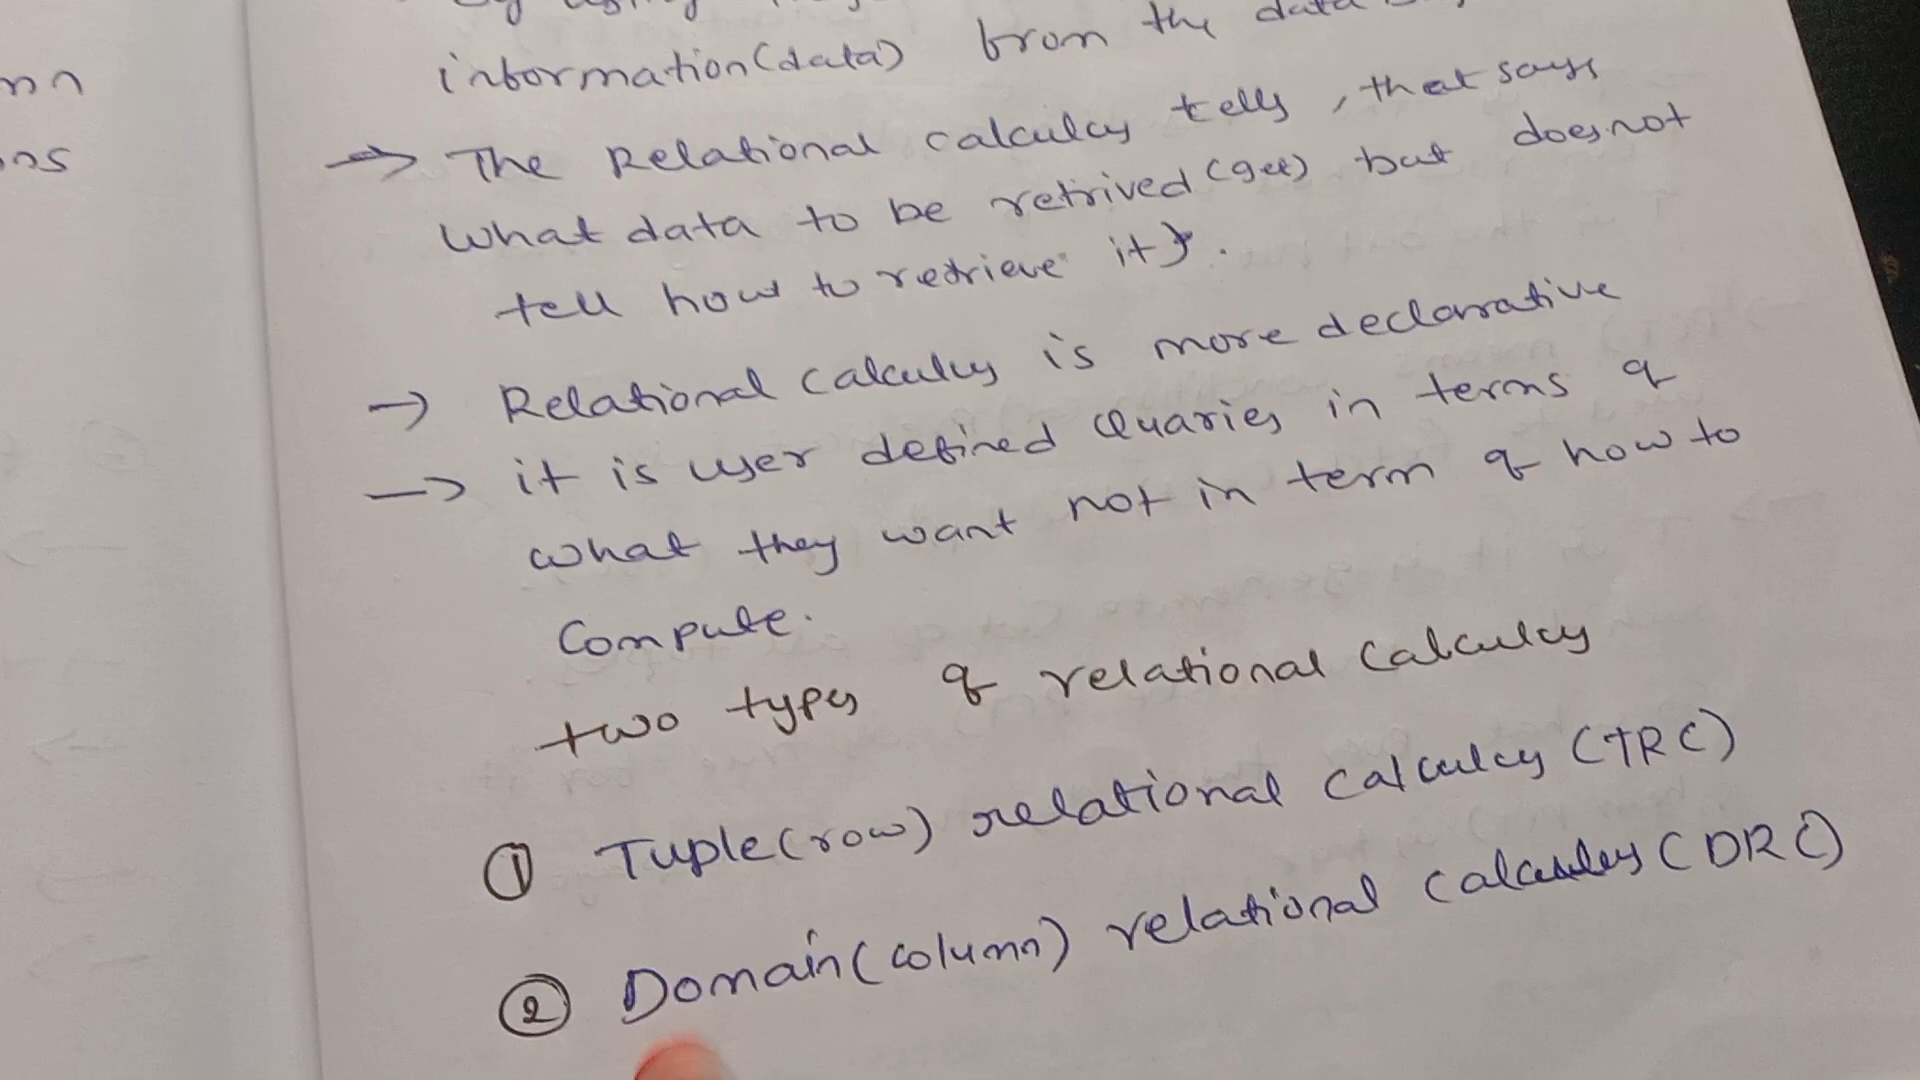 information(data) from the data
→ The Relational calculus tells, that says
what data to be retrived (get) but does not
tell how to retrieve it}.
→ Relational calculus is more declarative
→ it is user defined Quaries in terms of
what they want not in term of how to
compute.
two types of relational calculus
① Tuple(row) relational calculus (TRC)
② Domain(column) relational calculus (DRC)